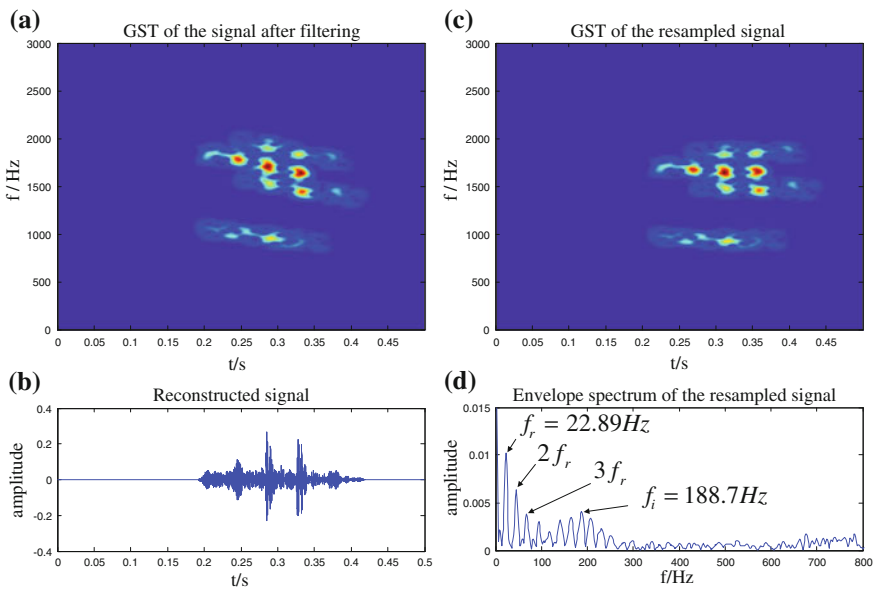 (a)
GST of the signal after filtering
3000
2500
2000
1500
1000
500
0
f / Hz
0 0.05 0.1 0.15 0.2 0.25 0.3 0.35 0.4 0.45
t/s
(c)
GST of the resampled signal
3000
2500
2000
1500
1000
500
0
f / Hz
0 0.05 0.1 0.15 0.2 0.25 0.3 0.35 0.4 0.45
t/s
(b)
Reconstructed signal
0.4
0.2
0
-0.2
-0.4
amplitude
0 0.05 0.1 0.15 0.2 0.25 0.3 0.35 0.4 0.45 0.5
t/s
(d)
Envelope spectrum of the resampled signal
0.015
0.01
0.005
0
amplitude
f_r = 22.89Hz
2f_r
3f_r
f_i = 188.7Hz
0 100 200 300 400 500 600 700 800
f/Hz